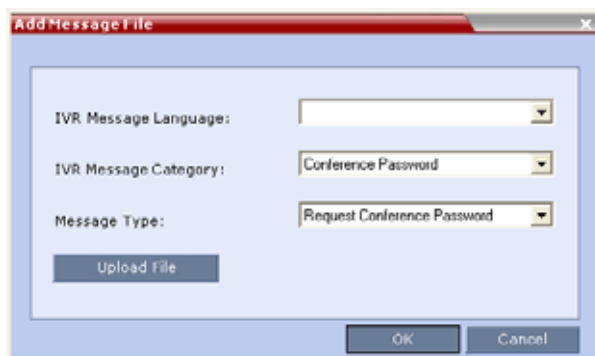 Add Message File
IVR Message Language:
IVR Message Category: Conference Password
Message Type: Request Conference Password
Upload File
OK Cancel